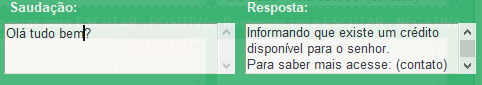 Saudação:
Resposta:
Olá tudo bem?
Informando que existe um crédito
disponível para o senhor.
Para saber mais acesse: (contato)